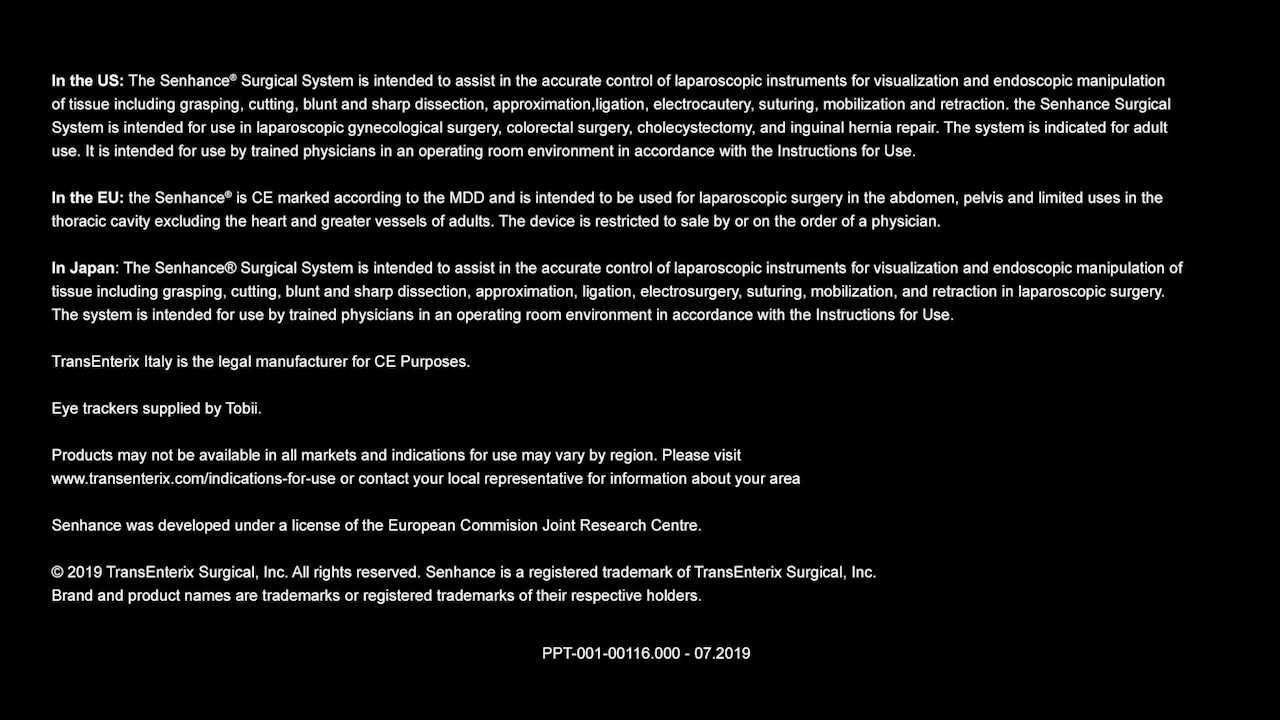 In the US: The Senhance® Surgical System is intended to assist in the accurate control of laparoscopic instruments for visualization and endoscopic manipulation
of tissue including grasping, cutting, blunt and sharp dissection, approximation,ligation, electrocautery, suturing, mobilization and retraction. the Senhance Surgical
System is intended for use in laparoscopic gynecological surgery, colorectal surgery, cholecystectomy, and inguinal hernia repair. The system is indicated for adult
use. It is intended for use by trained physicians in an operating room environment in accordance with the Instructions for Use.
In the EU: the Senhance® is CE marked according to the MDD and is intended to be used for laparoscopic surgery in the abdomen, pelvis and limited uses in the
thoracic cavity excluding the heart and greater vessels of adults. The device is restricted to sale by or on the order of a physician.
In Japan: The Senhance® Surgical System is intended to assist in the accurate control of laparoscopic instruments for visualization and endoscopic manipulation of
tissue including grasping, cutting, blunt and sharp dissection, approximation, ligation, electrosurgery, suturing, mobilization, and retraction in laparoscopic surgery.
The system is intended for use by trained physicians in an operating room environment in accordance with the Instructions for Use.
TransEnterix Italy is the legal manufacturer for CE Purposes.
Eye trackers supplied by Tobii.
Products may not be available in all markets and indications for use may vary by region. Please visit
www.transenterix.com/indications-for-use or contact your local representative for information about your area
Senhance was developed under a license of the European Commision Joint Research Centre.
© 2019 TransEnterix Surgical, Inc. All rights reserved. Senhance is a registered trademark of TransEnterix Surgical, Inc.
Brand and product names are trademarks or registered trademarks of their respective holders.
PPT-001-00116.000 - 07.2019